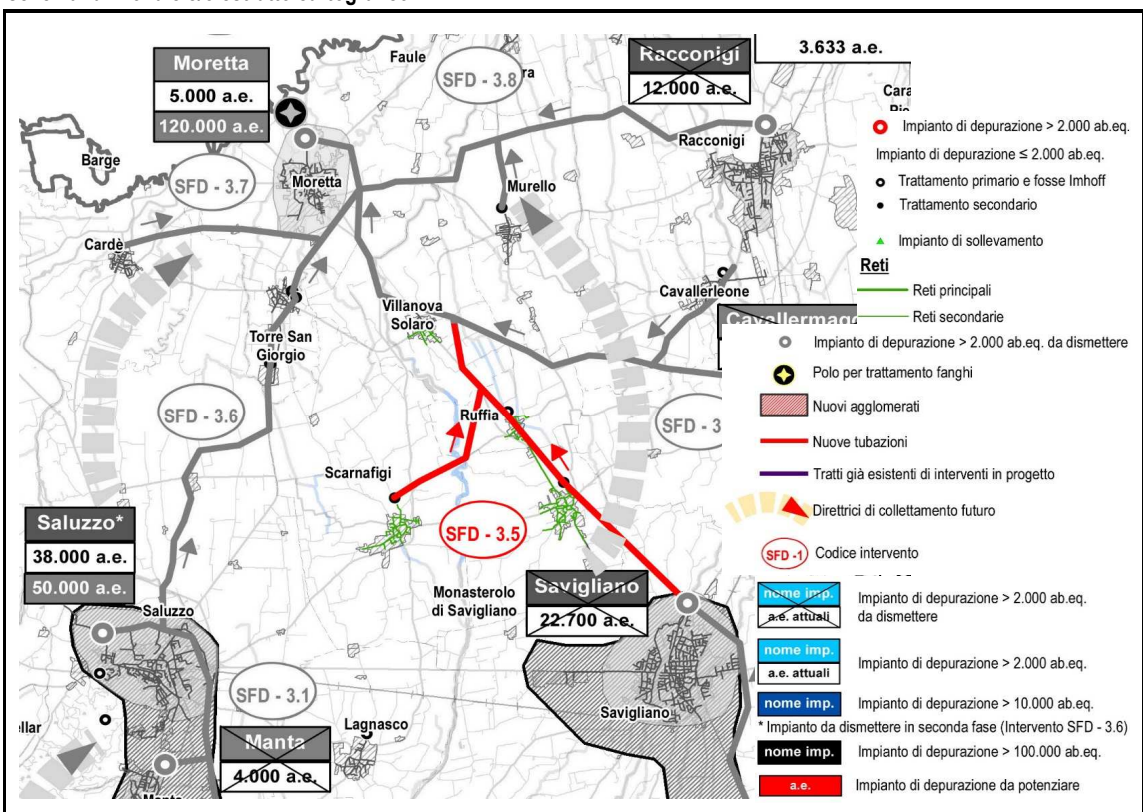 Faule
SFD - 3.8
Moretta
5.000 a.e.
120.000 a.e.
Racconigi
12.000 a.e.
3.633 a.e.
Barge
SFD - 3.7
Moretta
Murello
Racconigi
Cardè
Cavallerleone
Villanova
Solaro
Torre San
Giorgio
SFD - 3.6
Ruffia
SFD - 3
Scarnafigi
SFD - 3.5
Saluzzo*
38.000 a.e.
50.000 a.e.
Saluzzo
Monasterolo
di Savigliano
Savigliano
22.700 a.e.
SFD - 3.1
Savigliano
Lagnasco
ellar
Manta
4.000 a.e.
Impianto di depurazione > 2.000 ab.eq.
Impianto di depurazione ≤ 2.000 ab.eq.
Trattamento primario e fosse Imhoff
Trattamento secondario
Impianto di sollevamento
Reti
Reti principali
Reti secondarie
Impianto di depurazione > 2.000 ab.eq. da dismettere
Polo per trattamento fanghi
Nuovi agglomerati
Nuove tubazioni
Tratti già esistenti di interventi in progetto
Direttrici di collettamento futuro
SFD -1 Codice intervento
nome imp. Impianto di depurazione > 2.000 ab.eq.
a.e. attuali da dismettere
nome imp.
a.e. attuali Impianto di depurazione > 2.000 ab.eq.
nome imp. Impianto di depurazione > 10.000 ab.eq.
* Impianto da dismettere in seconda fase (Intervento SFD - 3.6)
nome imp. Impianto di depurazione > 100.000 ab.eq.
a.e. Impianto di depurazione da potenziare